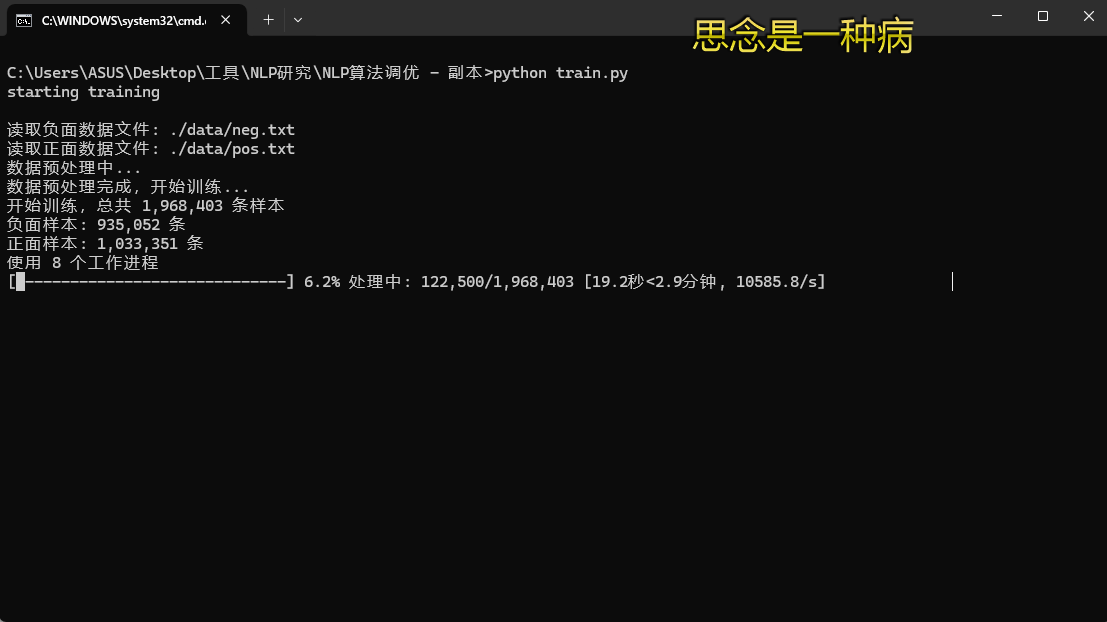 C:\WINDOWS\system32\cmd.
思念是一种病
C:\Users\ASUS\Desktop\工具\NLP研究\NLP算法调优 - 副本>python train.py
starting training
读取负面数据文件: ./data/neg.txt
读取正面数据文件: ./data/pos.txt
数据预处理中...
数据预处理完成, 开始训练...
开始训练, 总共 1,968,403 条样本
负面样本: 935,052 条
正面样本: 1,033,351 条
使用 8 个工作进程
[█-----------------------------] 6.2% 处理中: 122,500/1,968,403 [19.2秒<2.9分钟, 10585.8/s]